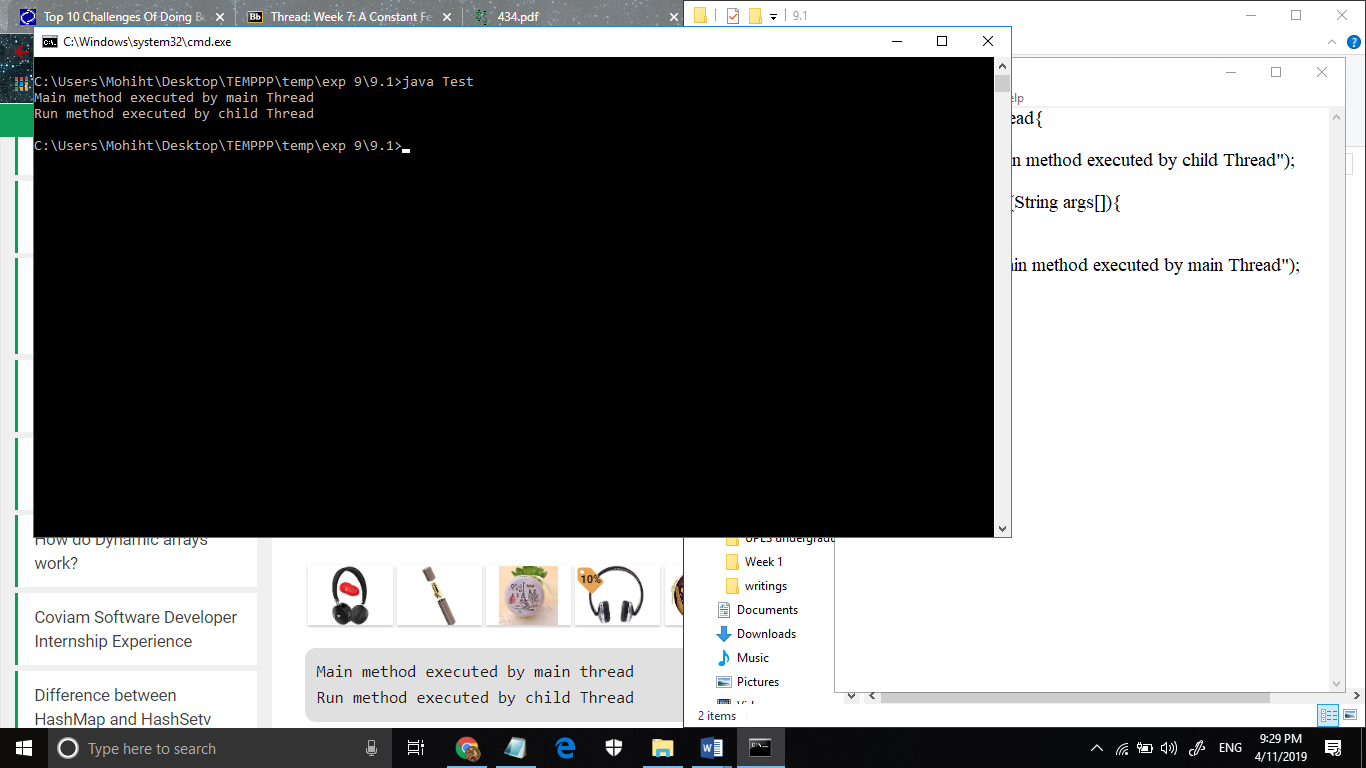 Top 10 Challenges Of Doing Bu
Thread: Week 7: A Constant Fe
434.pdf
9.1
C:\Windows\system32\cmd.exe
C:\Users\Mohiht\Desktop\TEMPPP\temp\exp 9\9.1>java Test
Main method executed by main Thread
Run method executed by child Thread
C:\Users\Mohiht\Desktop\TEMPPP\temp\exp 9\9.1>
elp
ead{
n method executed by child Thread");
(String args[]){
in method executed by main Thread");
How do Dynamic arrays
work?
Coviam Software Developer
Internship Experience
Difference between
HashMap and HashSetv
10%
Main method executed by main thread
Run method executed by child Thread
UPES undergradu
Week 1
writings
Documents
Downloads
Music
Pictures
2 items
Type here to search
ENG
9:29 PM
4/11/2019